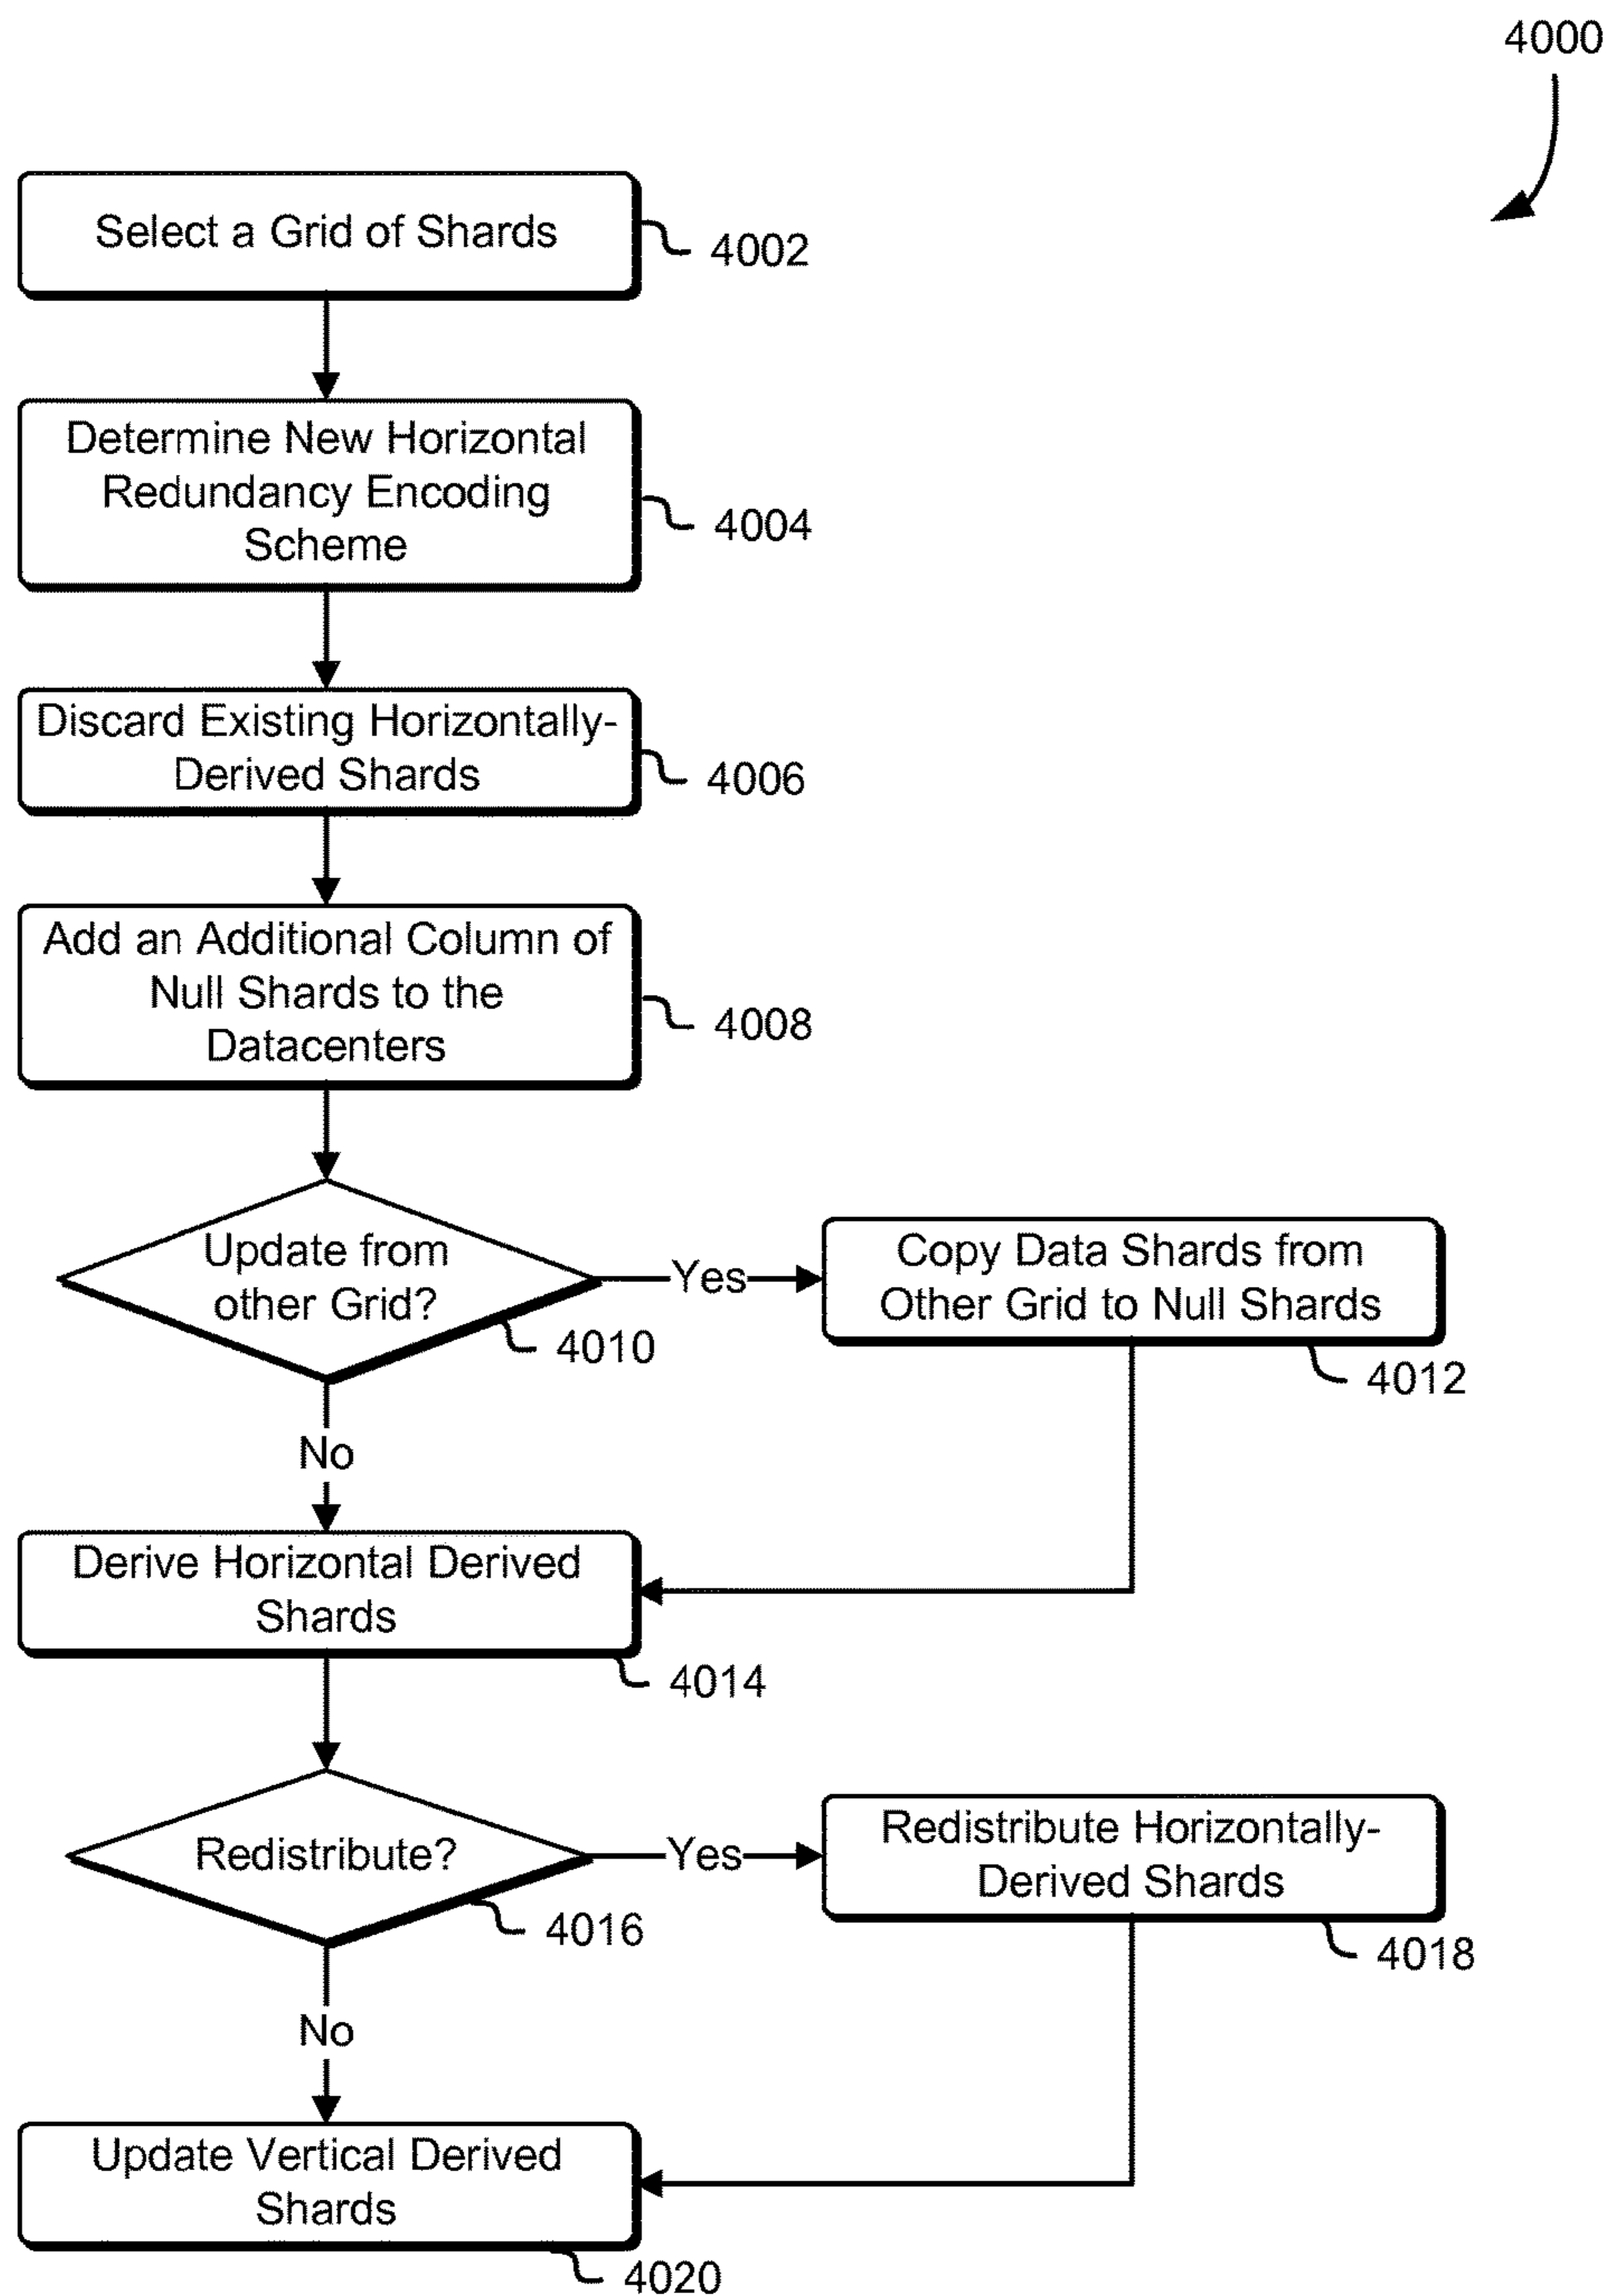 4000
Select a Grid of Shards
4002
Determine New Horizontal
Redundancy Encoding
Scheme
4004
Discard Existing Horizontally-
Derived Shards
4006
Add an Additional Column of
Null Shards to the
Datacenters
4008
Update from
other Grid?
4010
Yes
Copy Data Shards from
Other Grid to Null Shards
4012
No
Derive Horizontal Derived
Shards
4014
Redistribute?
4016
Yes
Redistribute Horizontally-
Derived Shards
4018
No
Update Vertical Derived
Shards
4020